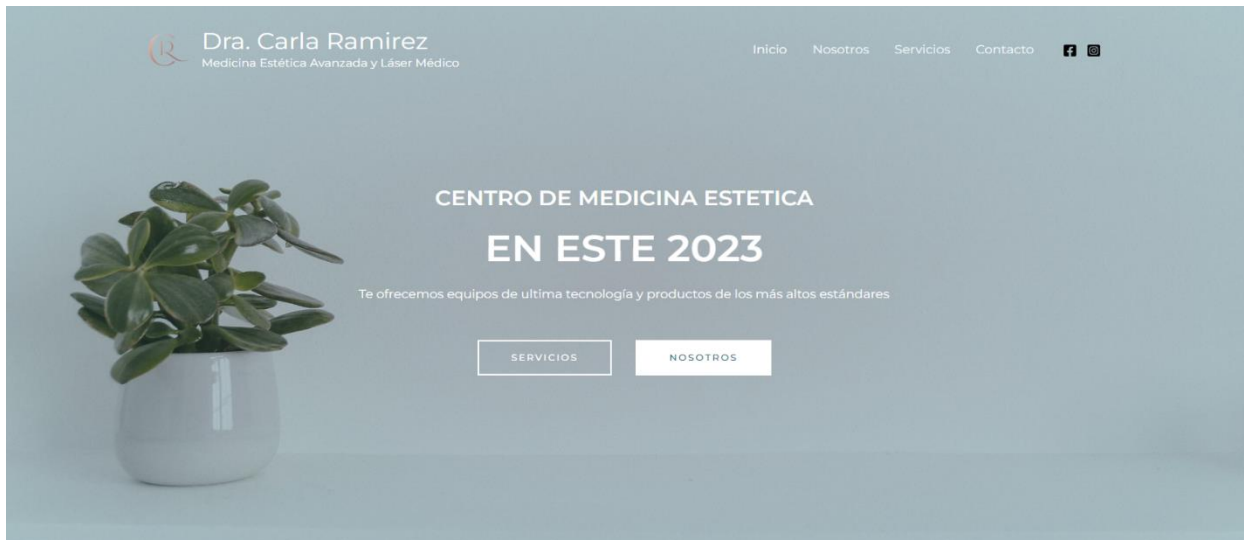 Dra. Carla Ramirez
Medicina Estética Avanzada y Láser Médico
Inicio Nosotros Servicios Contacto
CENTRO DE MEDICINA ESTETICA
EN ESTE 2023
Te ofrecemos equipos de ultima tecnología y productos de los más altos estándares
SERVICIOS NOSOTROS